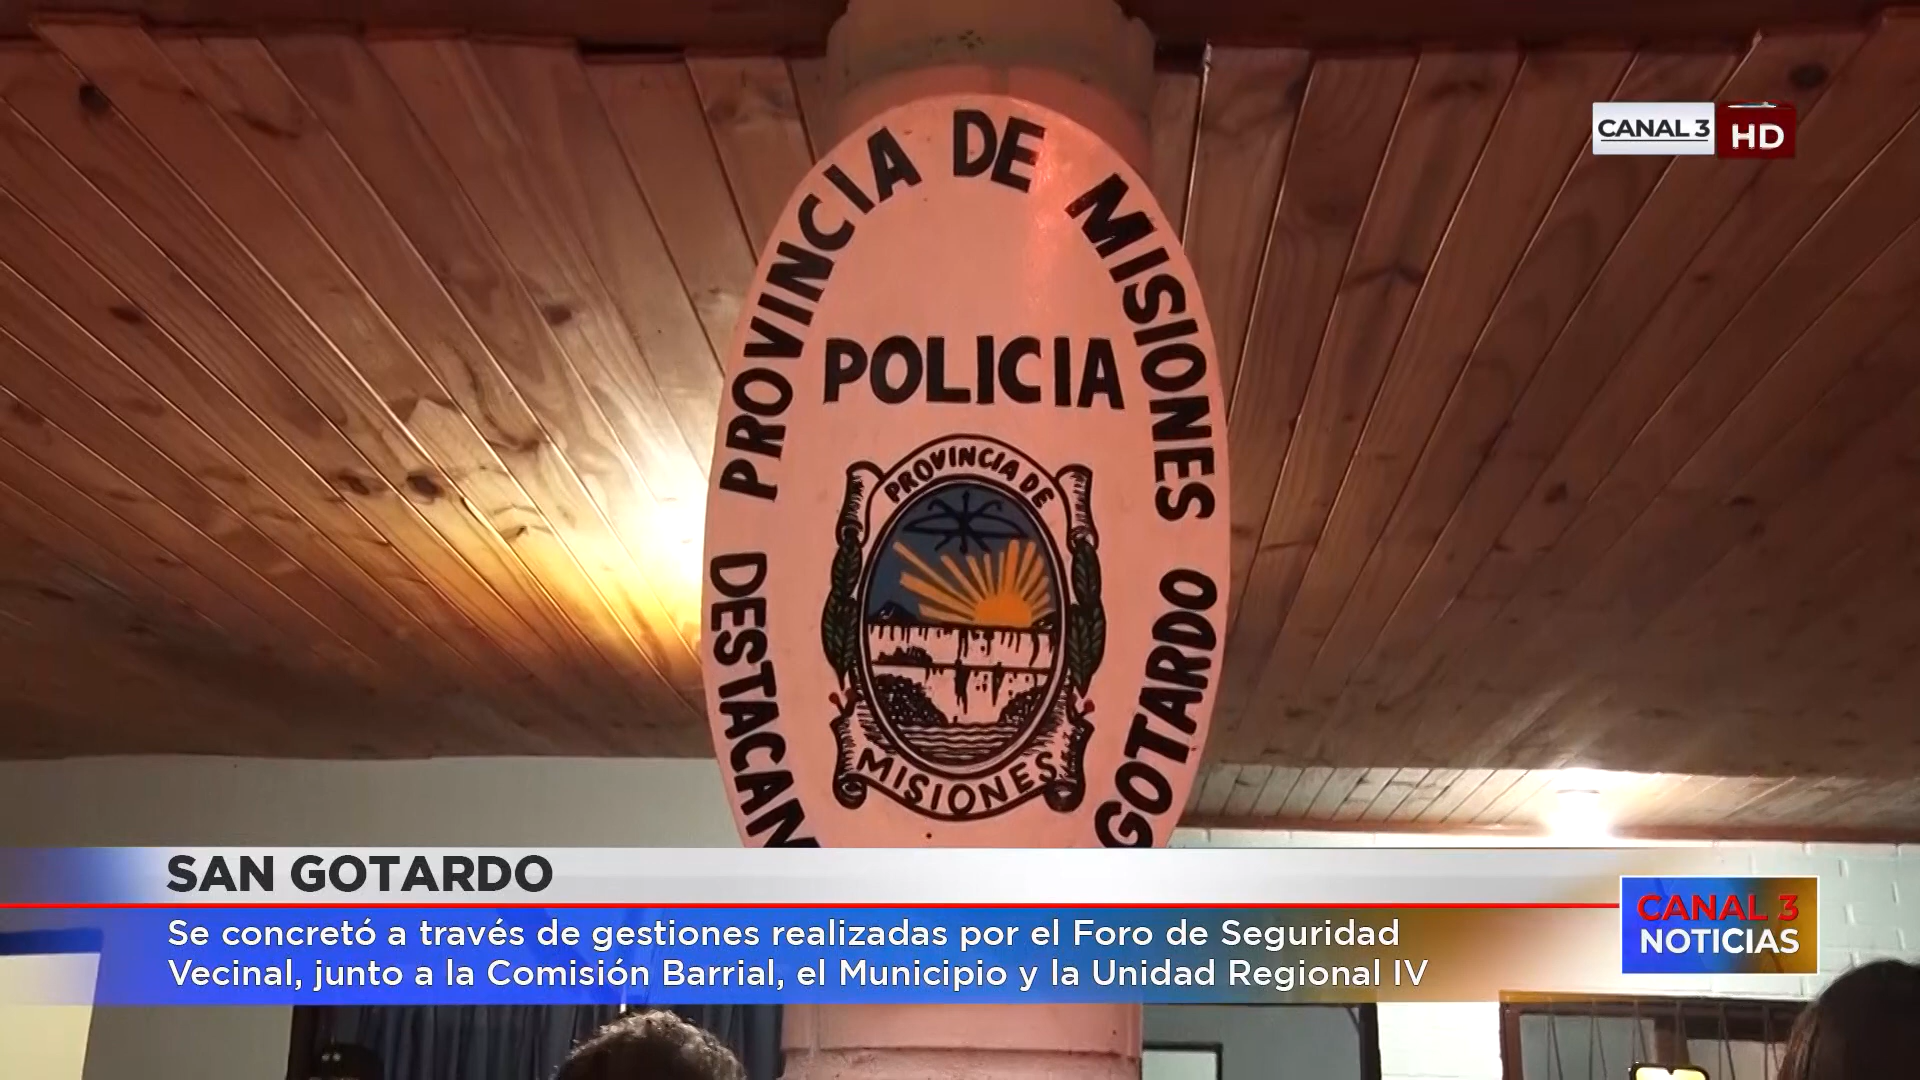 CANAL 3 HD
PROVINCIA DE MISIONES
POLICIA
PROVINCIA DE
MISIONES
GOTARDO
SAN GOTARDO
Se concretó a través de gestiones realizadas por el Foro de Seguridad
Vecinal, junto a la Comisión Barrial, el Municipio y la Unidad Regional IV
CANAL 3
NOTICIAS